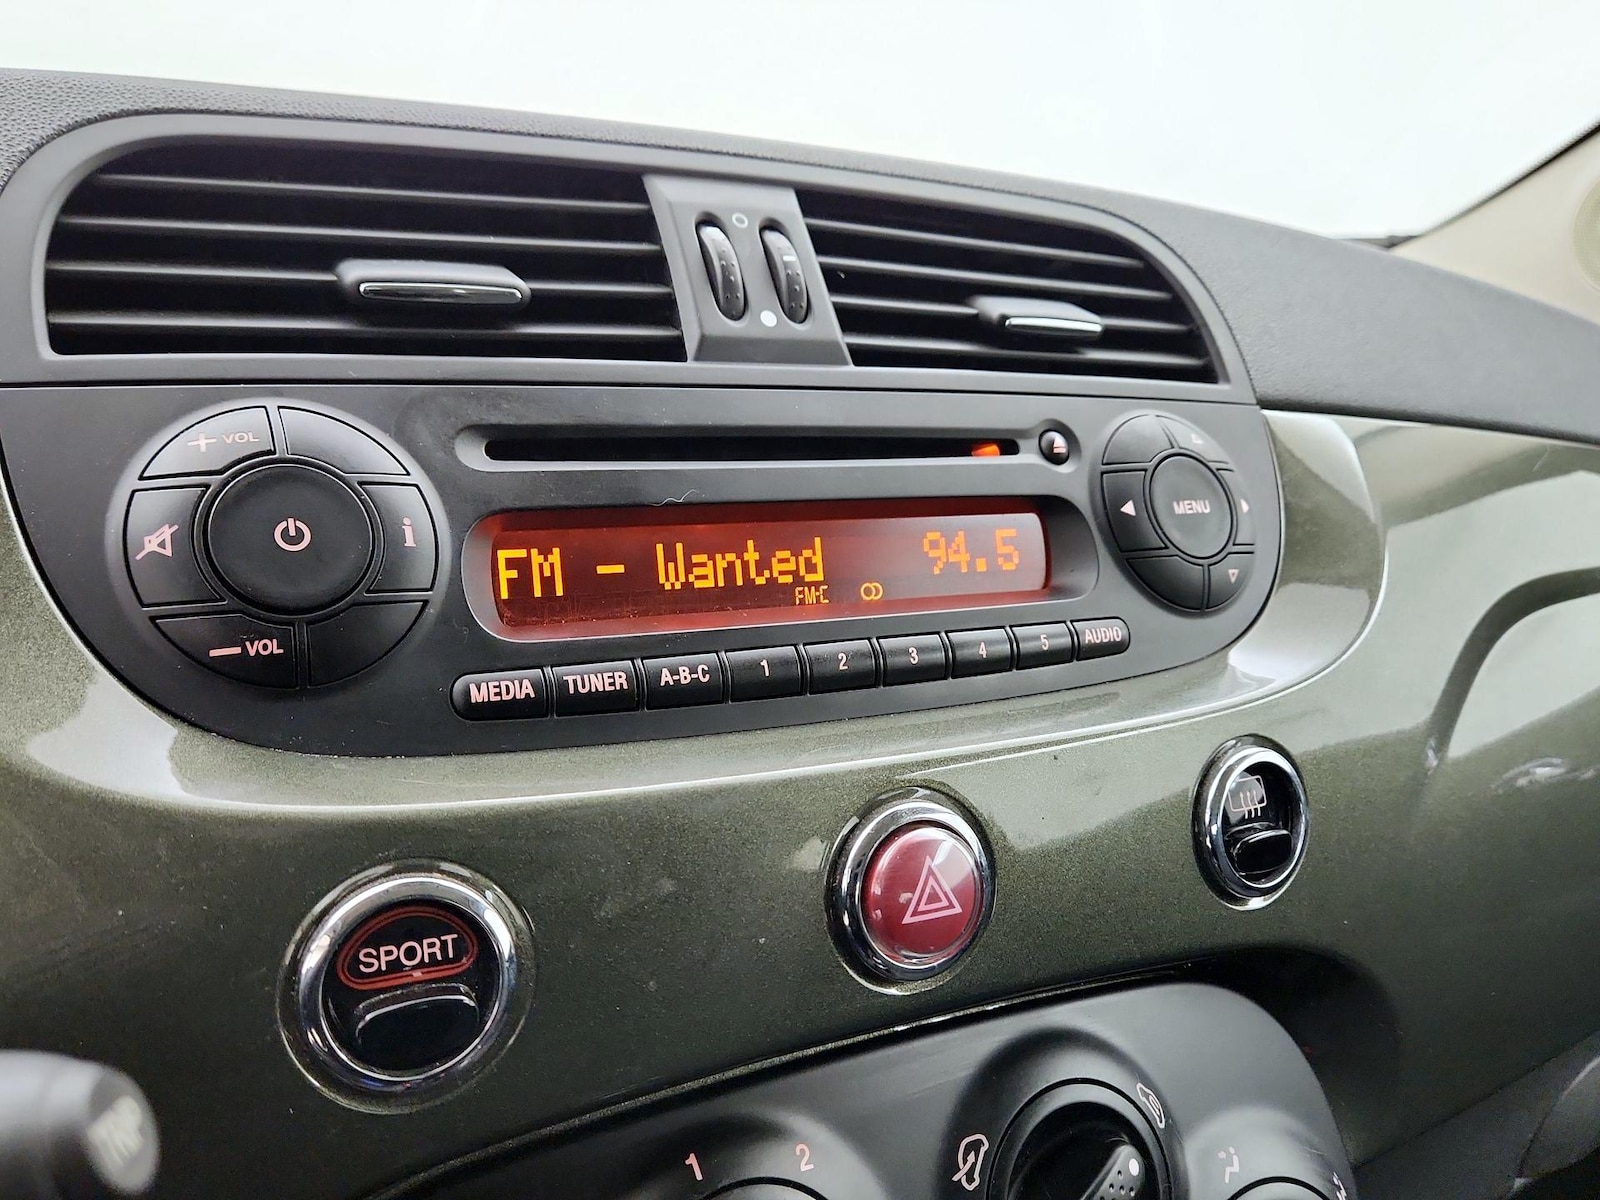 + VOL
i
MENU
FM - Wanted 94.5
FM-C
— VOL
MEDIA TUNER A-B-C 1 2 3 4 5 AUDIO
SPORT
TRIP
1 2